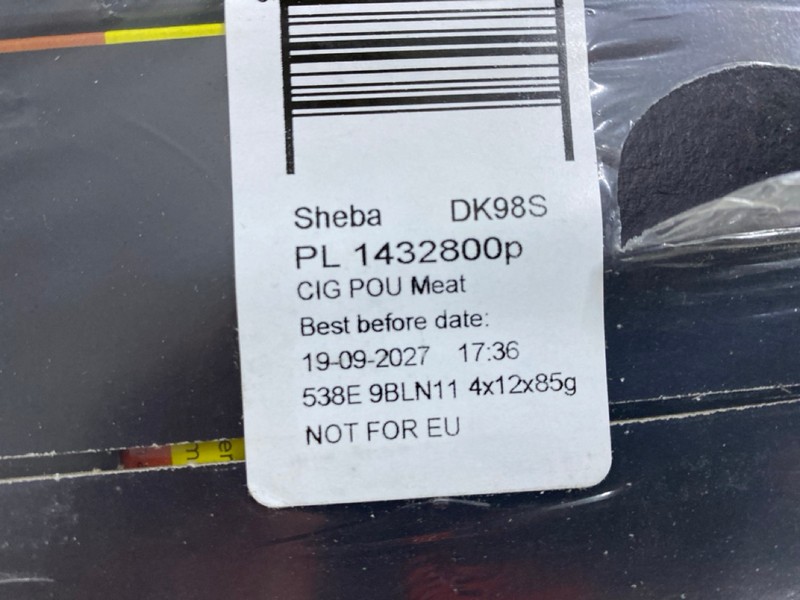 Sheba DK98S
PL 1432800p
CIG POU Meat
Best before date:
19-09-2027 17:36
538E 9BLN11 4x12x85g
NOT FOR EU
er
m